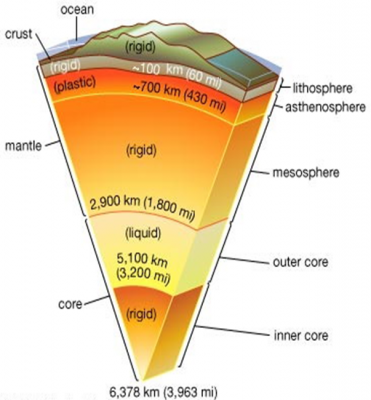 ocean
crust
(rigid)
(rigid)
~100 km (60 mi)
(plastic)
~700 km (430 mi)
lithosphere
asthenosphere
mantle
(rigid)
mesosphere
2,900 km (1,800 mi)
(liquid)
5,100 km
(3,200 mi)
outer core
core
(rigid)
inner core
6,378 km (3,963 mi)